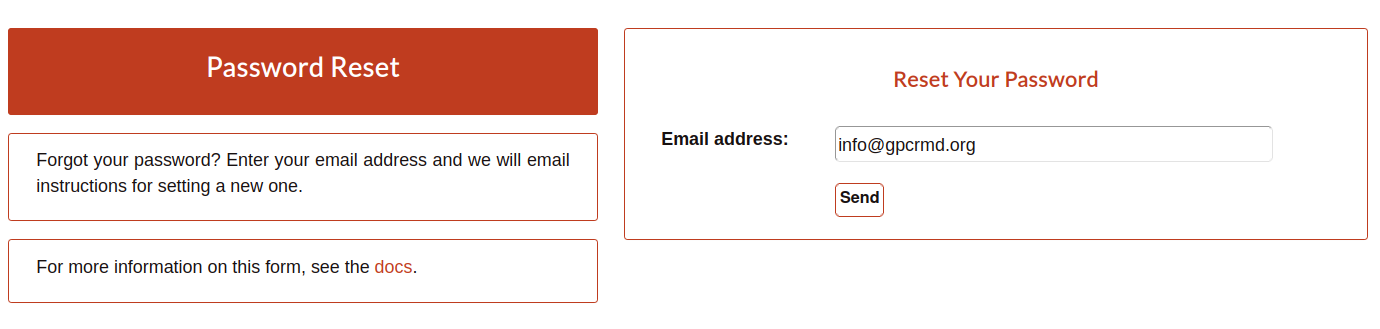 Password Reset
Forgot your password? Enter your email address and we will email
instructions for setting a new one.
For more information on this form, see the docs.
Reset Your Password
Email address: info@gpcrmd.org
Send